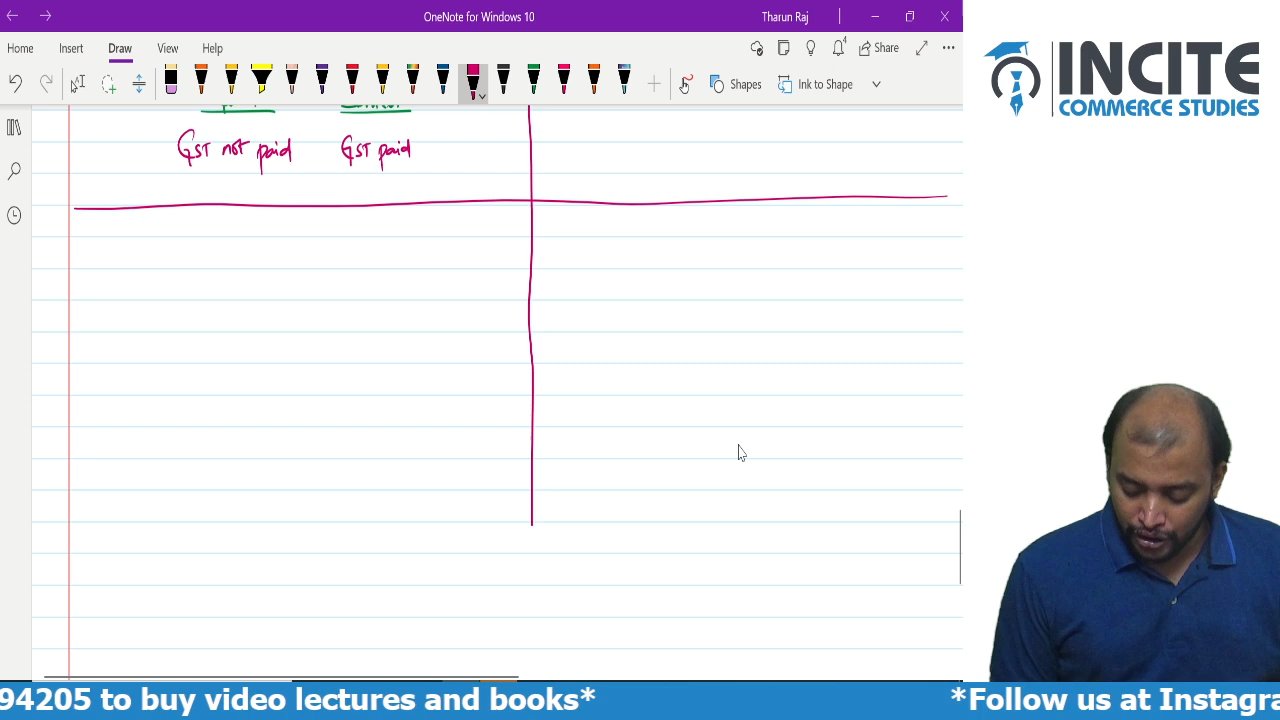 OneNote for Windows 10
Tharun Raj
Home Insert Draw View Help
4 Share
Shapes Ink to Shape
GST not paid GST paid
INCITE
COMMERCE STUDIES
94205 to buy video lectures and books* *Follow us at Instagra